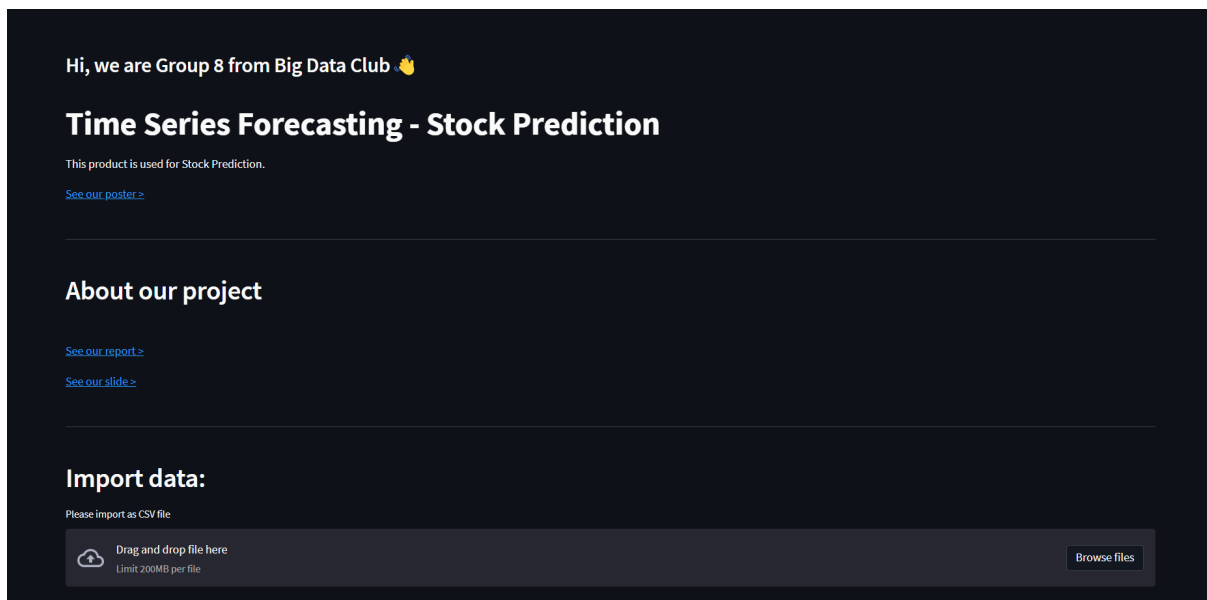 Hi, we are Group 8 from Big Data Club 👋
Time Series Forecasting - Stock Prediction
This product is used for Stock Prediction.
See our poster >
About our project
See our report >
See our slide >
Import data:
Please import as CSV file
Drag and drop file here
Limit 200MB per file
Browse files